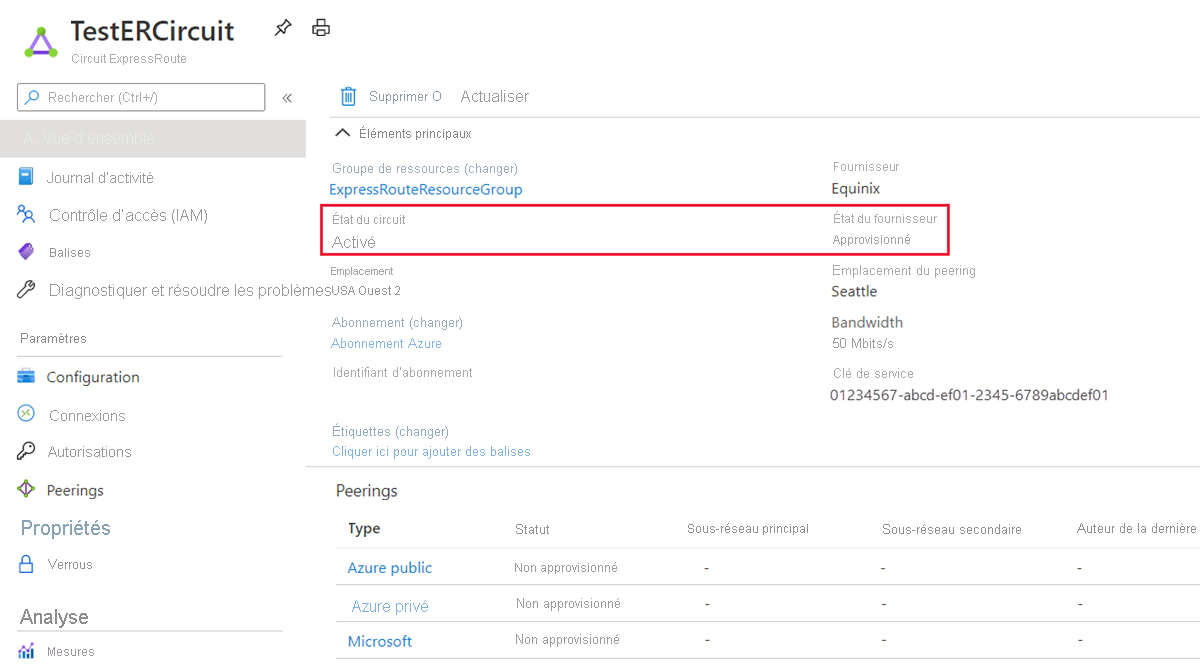 TestERCircuit
Circuit ExpressRoute
Rechercher (Ctrl+/)
«
A. Vue d'ensemble
Journal d'activité
Contrôle d'accès (IAM)
Balises
Diagnostiquer et résoudre les problèmes
Paramètres
Configuration
Connexions
Autorisations
Peerings
Propriétés
Verrous
Analyse
Mesures
Supprimer O Actualiser
Éléments principaux
Groupe de ressources (changer)
ExpressRouteResourceGroup
État du circuit
Activé
Emplacement
USA Ouest 2
Abonnement (changer)
Abonnement Azure
Identifiant d'abonnement
Étiquettes (changer)
Cliquer ici pour ajouter des balises
Fournisseur
Equinix
État du fournisseur
Approvisionné
Emplacement du peering
Seattle
Bandwidth
50 Mbits/s
Clé de service
01234567-abcd-ef01-2345-6789abcdef01
Peerings
Type Statut Sous-réseau principal Sous-réseau secondaire Auteur de la dernière
Azure public Non approvisionné - - -
Azure privé Non approvisionné - - -
Microsoft Non approvisionné - - -